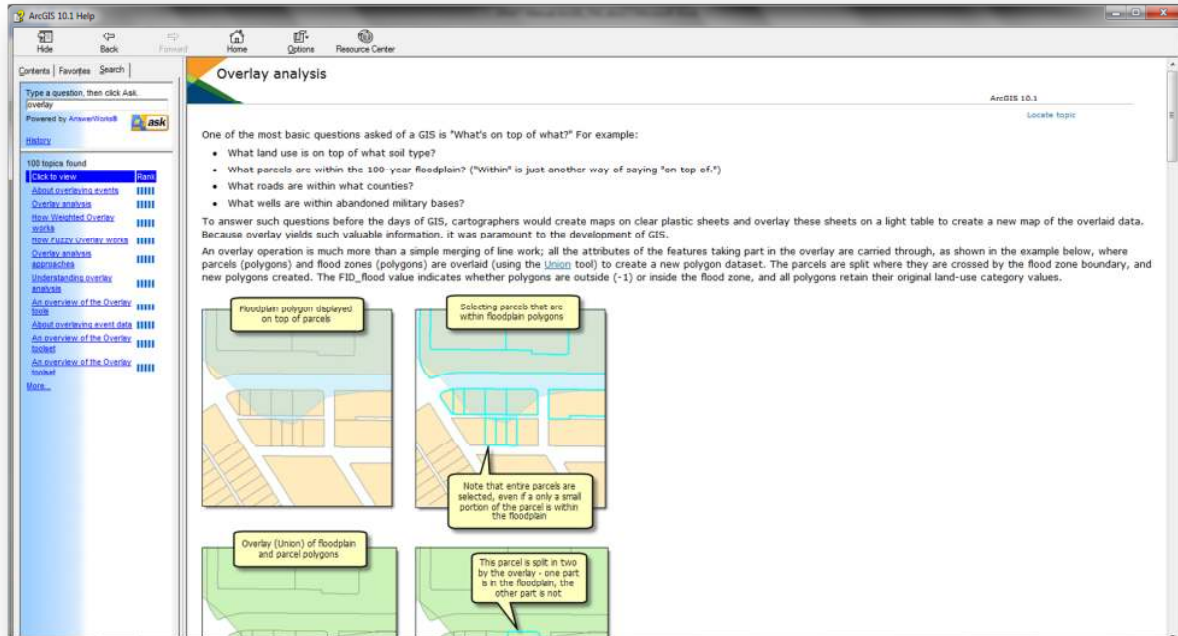 ArcGIS 10.1 Help
Hide Back Forward Home Options Resource Center
Contents Favorites Search
Type a question, then click Ask.
overlay
Powered by AnswerWorks®
ask
History
100 topics found
Click to view Rank
About overlaying events
Overlay analysis
How Weighted Overlay
works
How Fuzzy Overlay works
Overlay analysis
approaches
Understanding overlay
analysis
An overview of the Overlay
tools
About overlaying event data
An overview of the Overlay
toolset
An overview of the Overlay
toolset
More...
Overlay analysis
ArcGIS 10.1
Locate topic
One of the most basic questions asked of a GIS is "What's on top of what?" For example:
• What land use is on top of what soil type?
• What parcels are within the 100-year floodplain? ("Within" is just another way of saying "on top of.")
• What roads are within what counties?
• What wells are within abandoned military bases?
To answer such questions before the days of GIS, cartographers would create maps on clear plastic sheets and overlay these sheets on a light table to create a new map of the overlaid data.
Because overlay yields such valuable information, it was paramount to the development of GIS.
An overlay operation is much more than a simple merging of line work; all the attributes of the features taking part in the overlay are carried through, as shown in the example below, where
parcels (polygons) and flood zones (polygons) are overlaid (using the Union tool) to create a new polygon dataset. The parcels are split where they are crossed by the flood zone boundary, and
new polygons created. The FID_flood value indicates whether polygons are outside (-1) or inside the flood zone, and all polygons retain their original land-use category values.
Floodplain polygon displayed
on top of parcels
Selecting parcels that are
within floodplain polygons
Note that entire parcels are
selected, even if a only a small
portion of the parcel is within
the floodplain
Overlay (Union) of floodplain
and parcel polygons
This parcel is split in two
by the overlay - one part
is in the floodplain, the
other part is not